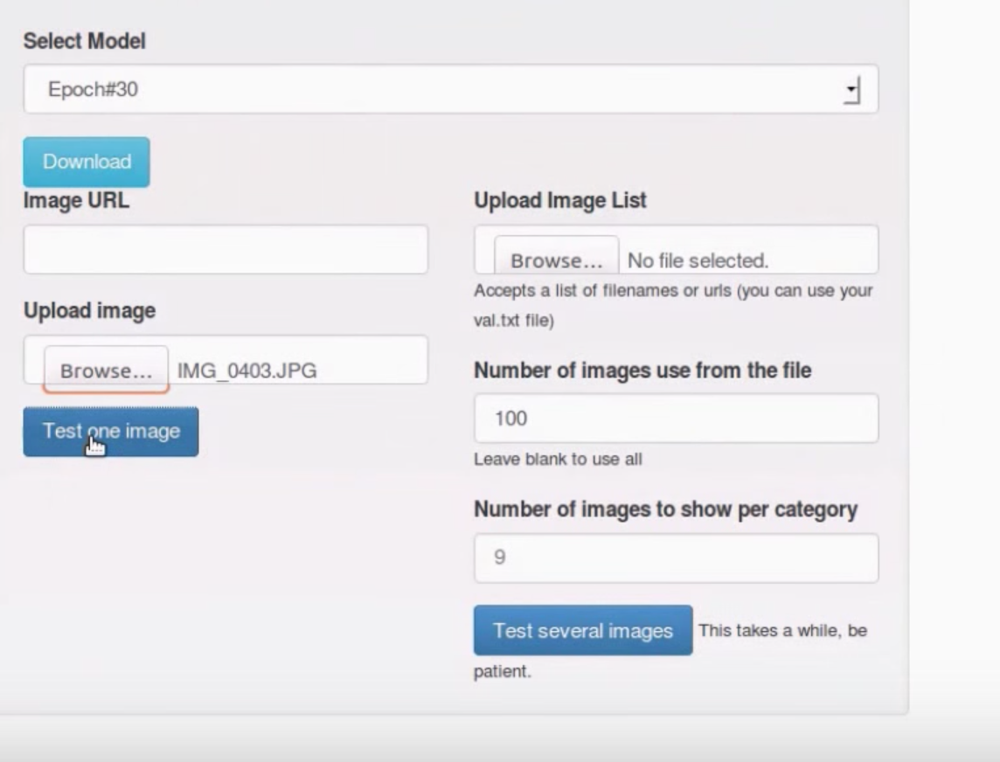 Select Model
Epoch#30
Download
Image URL
Upload image
Browse... IMG_0403.JPG
Test one image
Upload Image List
Browse... No file selected.
Accepts a list of filenames or urls (you can use your
val.txt file)
Number of images use from the file
100
Leave blank to use all
Number of images to show per category
9
Test several images This takes a while, be
patient.